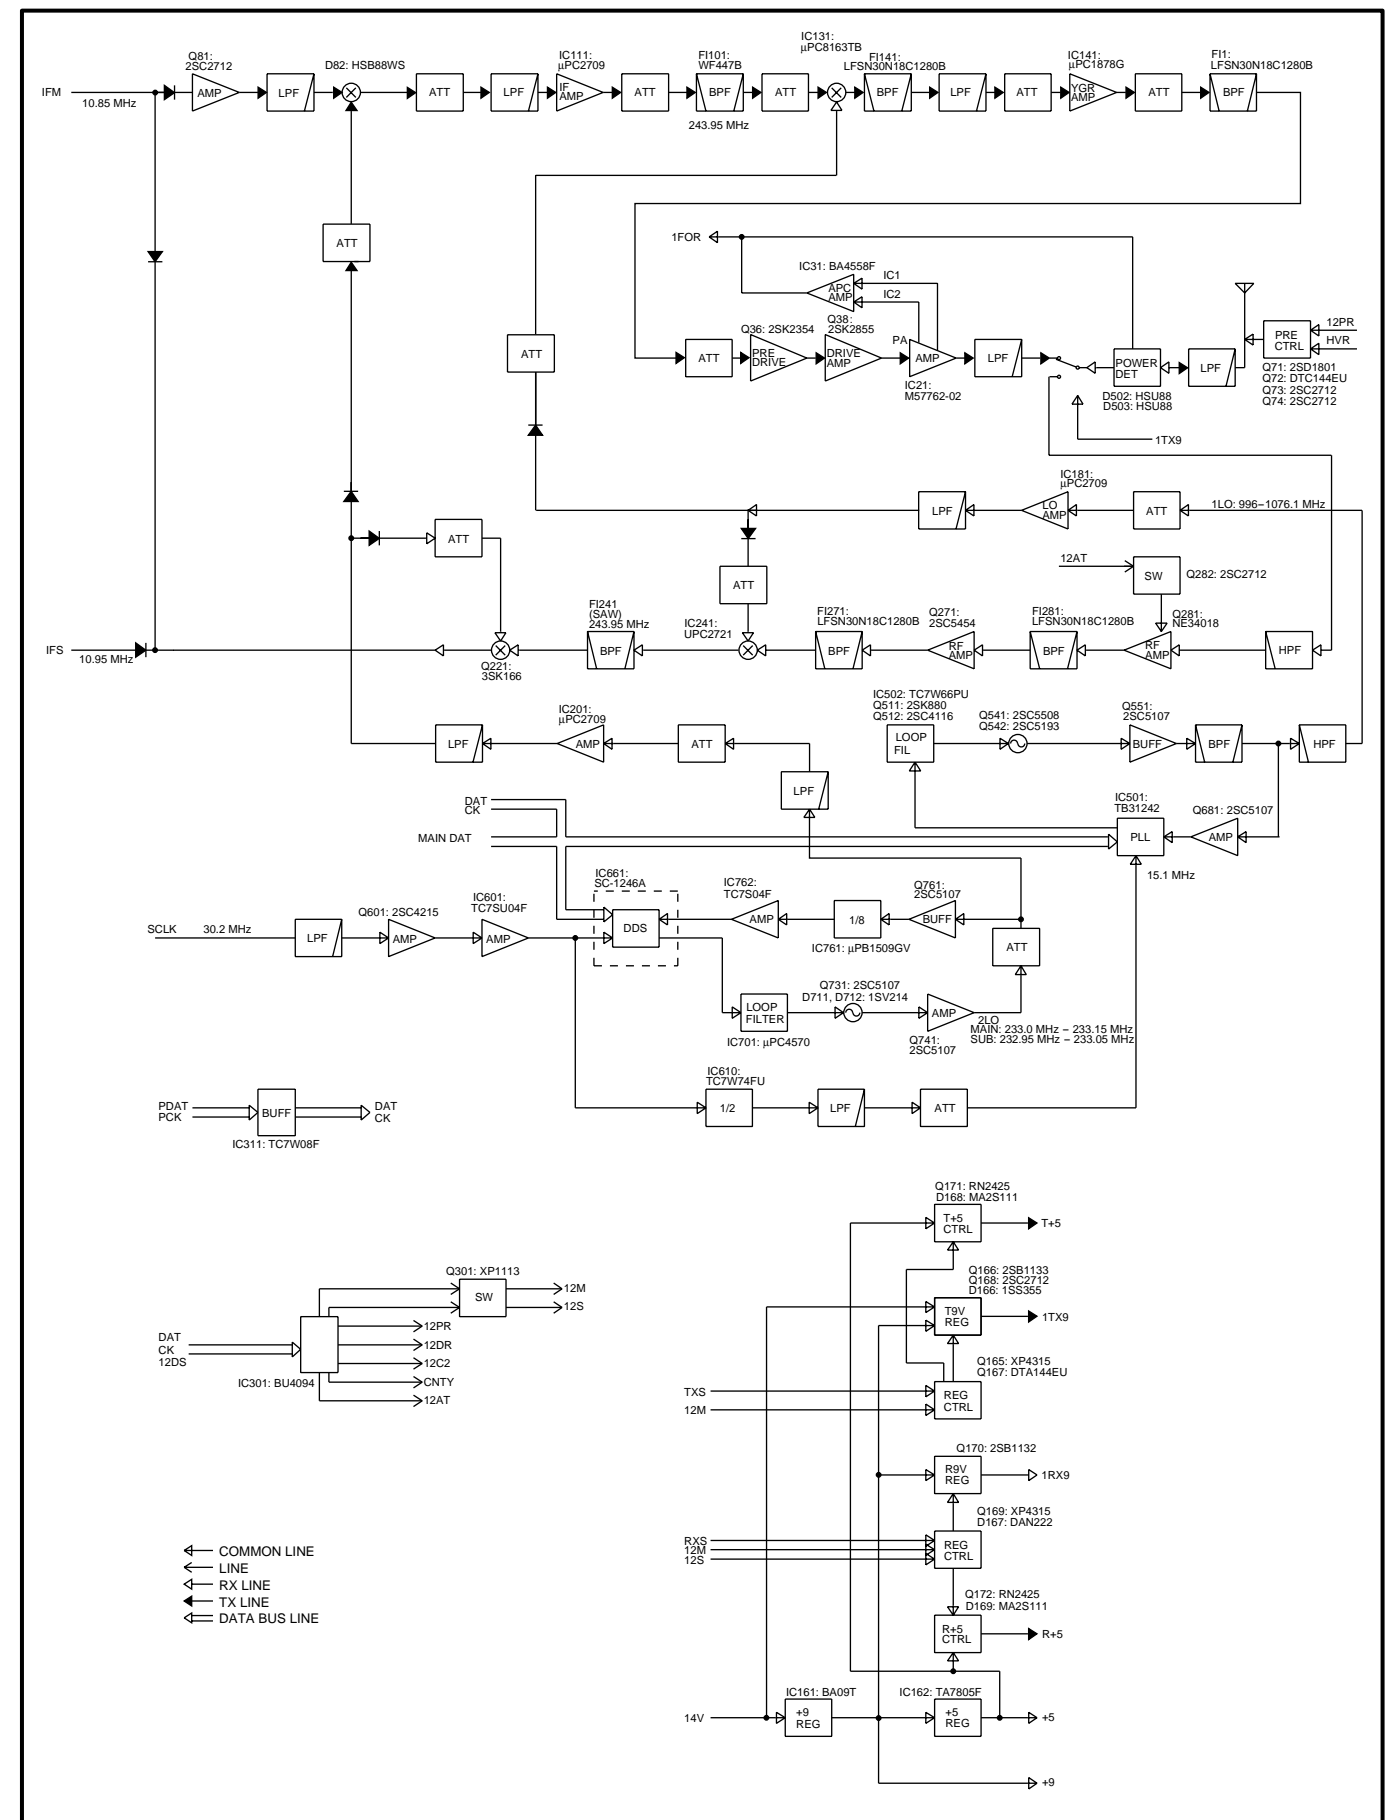 Q81:
2SC2712
D82: HSB88WS
IC111:
µPC2709
FI101:
WF447B
IC131:
µPC8163TB
FI141:
LFSN30N18C1280B
IC141:
µPC1878G
FI1:
LFSN30N18C1280B
IFM
10.85 MHz
AMP
LPF
ATT
LPF
IF
AMP
ATT
BPF
ATT
BPF
LPF
ATT
YGR
AMP
ATT
BPF
243.95 MHz
ATT
1FOR
IC31: BA4558F
APC
AMP
IC1
IC2
ATT
Q36: 2SK2354
Q38:
2SK2855
ATT
PRE
DRIVE
DRIVE
AMP
PA
AMP
IC21:
M57762-02
LPF
POWER
DET
D502: HSU88
D503: HSU88
LPF
PRE
CTRL
12PR
HVR
Q71: 2SD1801
Q72: DTC144EU
Q73: 2SC2712
Q74: 2SC2712
1TX9
IC181:
µPC2709
LPF
LO
AMP
ATT
1LO: 996–1076.1 MHz
ATT
ATT
12AT
SW
Q282: 2SC2712
IFS
10.95 MHz
Q221:
3SK166
FI241
(SAW)
243.95 MHz
BPF
IC241:
UPC2721
FI271:
LFSN30N18C1280B
BPF
Q271:
2SC5454
RF
AMP
FI281:
LFSN30N18C1280B
BPF
Q281:
NE34018
RF
AMP
HPF
IC201:
µPC2709
LPF
AMP
ATT
LPF
IC502: TC7W66PU
Q511: 2SK880
Q512: 2SC4116
LOOP
FIL
Q541: 2SC5508
Q542: 2SC5193
Q551:
2SC5107
BUFF
BPF
HPF
DAT
CK
MAIN DAT
IC501:
TB31242
PLL
Q681: 2SC5107
AMP
15.1 MHz
SCLK
30.2 MHz
LPF
Q601: 2SC4215
AMP
IC601:
TC7SU04F
AMP
IC661:
SC-1246A
DDS
IC762:
TC7S04F
AMP
1/8
IC761: µPB1509GV
Q761:
2SC5107
BUFF
ATT
LOOP
FILTER
IC701: µPC4570
Q731: 2SC5107
D711, D712: 1SV214
AMP
Q741:
2SC5107
2LO
MAIN: 233.0 MHz – 233.15 MHz
SUB: 232.95 MHz – 233.05 MHz
IC610:
TC7W74FU
1/2
LPF
ATT
PDAT
PCK
BUFF
DAT
CK
IC311: TC7W08F
Q171: RN2425
D168: MA2S111
T+5
CTRL
T+5
Q301: XP1113
SW
12M
12S
12PR
12DR
12C2
CNTY
12AT
DAT
CK
12DS
IC301: BU4094
Q166: 2SB1133
Q168: 2SC2712
D166: 1SS355
T9V
REG
1TX9
Q165: XP4315
Q167: DTA144EU
TXS
12M
REG
CTRL
Q170: 2SB1132
R9V
REG
1RX9
Q169: XP4315
D167: DAN222
RXS
12M
12S
REG
CTRL
Q172: RN2425
D169: MA2S111
R+5
CTRL
R+5
COMMON LINE
LINE
RX LINE
TX LINE
DATA BUS LINE
IC161: BA09T
14V
+9
REG
IC162: TA7805F
+5
REG
+5
+9